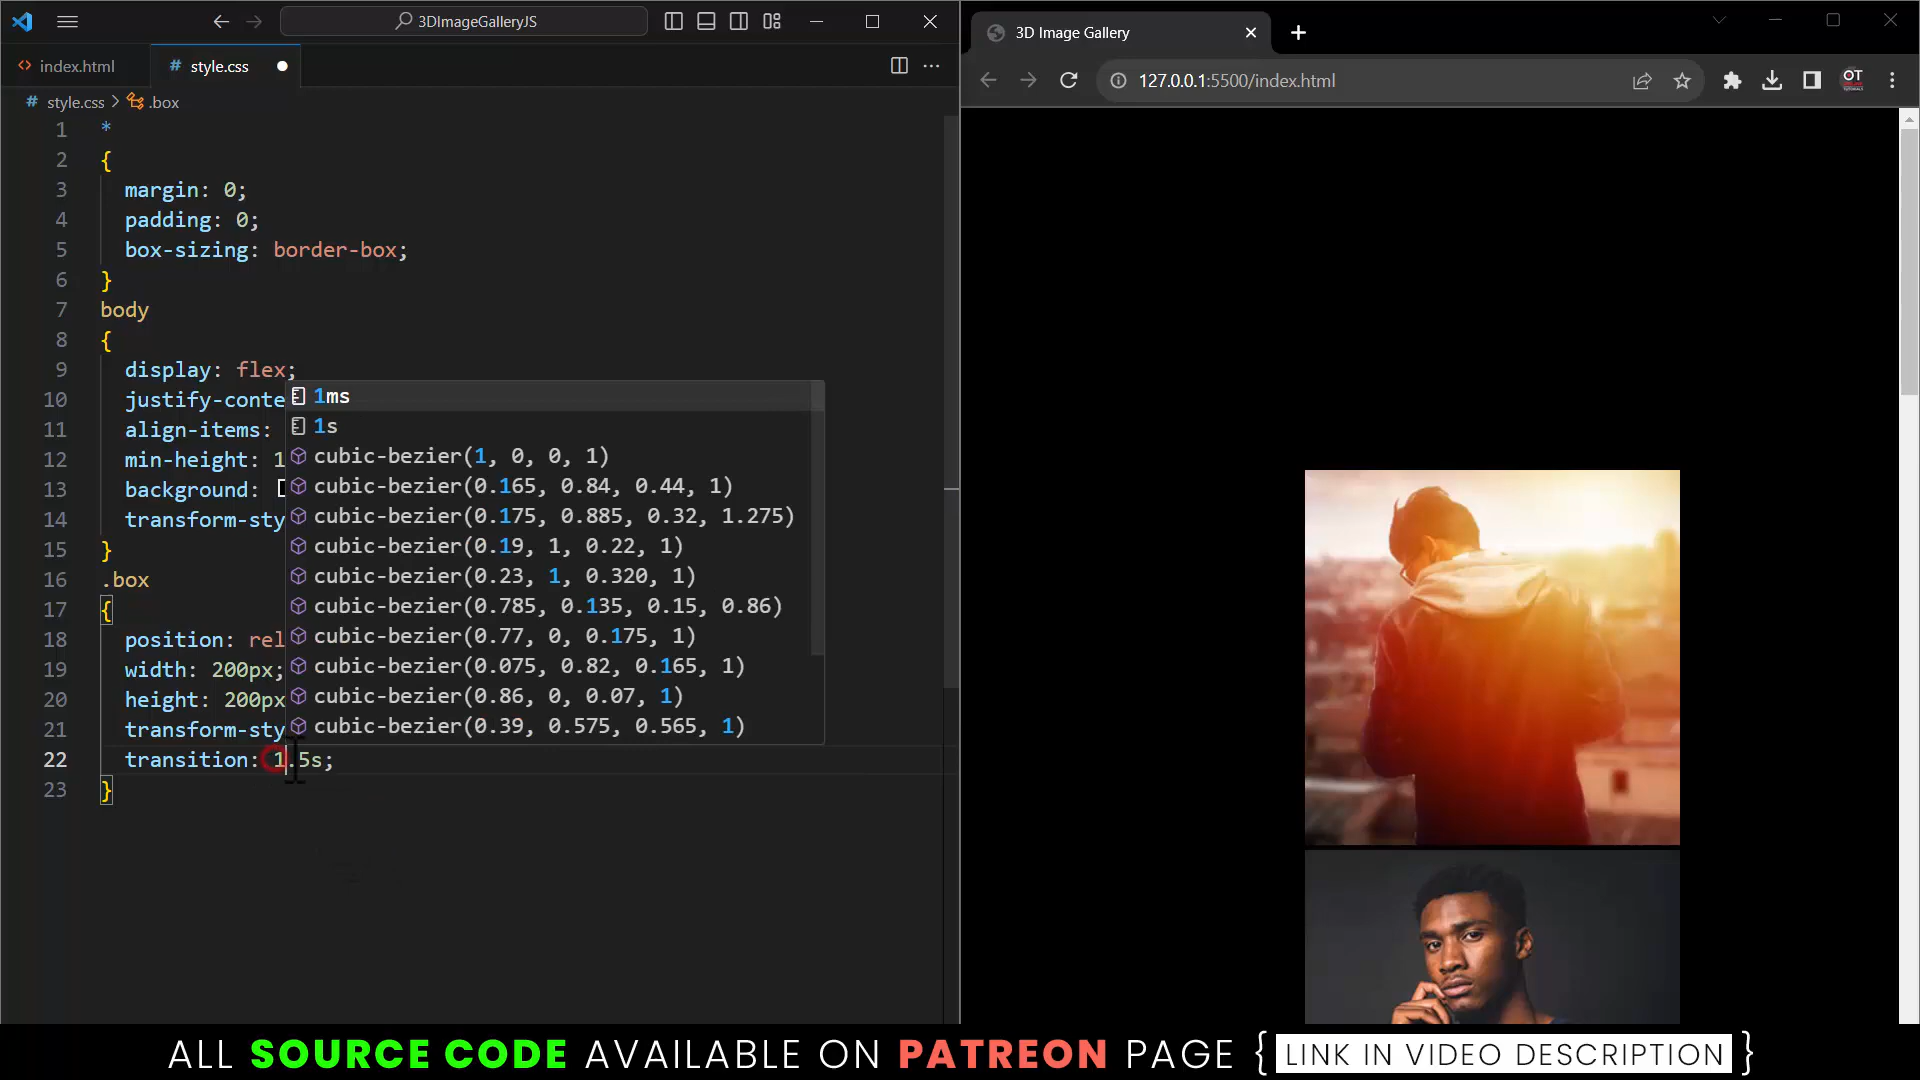 3DImageGalleryJS
index.html
style.css
style.css > .box
1 *
2 {
3 margin: 0;
4 padding: 0;
5 box-sizing: border-box;
6 }
7 body
8 {
9 display: flex;
10 justify-conte
11 align-items:
12 min-height: 1
13 background:
14 transform-sty
15 }
16 .box
17 {
18 position: rel
19 width: 200px;
20 height: 200px
21 transform-sty
22 transition: 1.5s;
23 }
1ms
1s
cubic-bezier(1, 0, 0, 1)
cubic-bezier(0.165, 0.84, 0.44, 1)
cubic-bezier(0.175, 0.885, 0.32, 1.275)
cubic-bezier(0.19, 1, 0.22, 1)
cubic-bezier(0.23, 1, 0.320, 1)
cubic-bezier(0.785, 0.135, 0.15, 0.86)
cubic-bezier(0.77, 0, 0.175, 1)
cubic-bezier(0.075, 0.82, 0.165, 1)
cubic-bezier(0.86, 0, 0.07, 1)
cubic-bezier(0.39, 0.575, 0.565, 1)
3D Image Gallery
127.0.0.1:5500/index.html
OT
ALL SOURCE CODE AVAILABLE ON PATREON PAGE { LINK IN VIDEO DESCRIPTION }